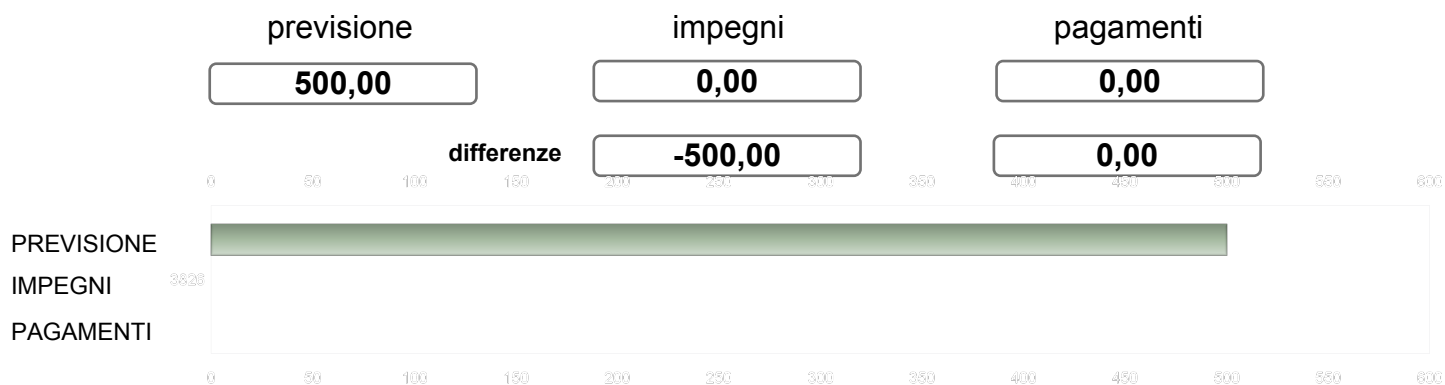 previsione impegni pagamenti
500,00 0,00 0,00
differenze -500,00 0,00
0 50 100 150 200 250 300 350 400 450 500 550 600
PREVISIONE
3826
IMPEGNI
PAGAMENTI
0 50 100 150 200 250 300 350 400 450 500 550 600